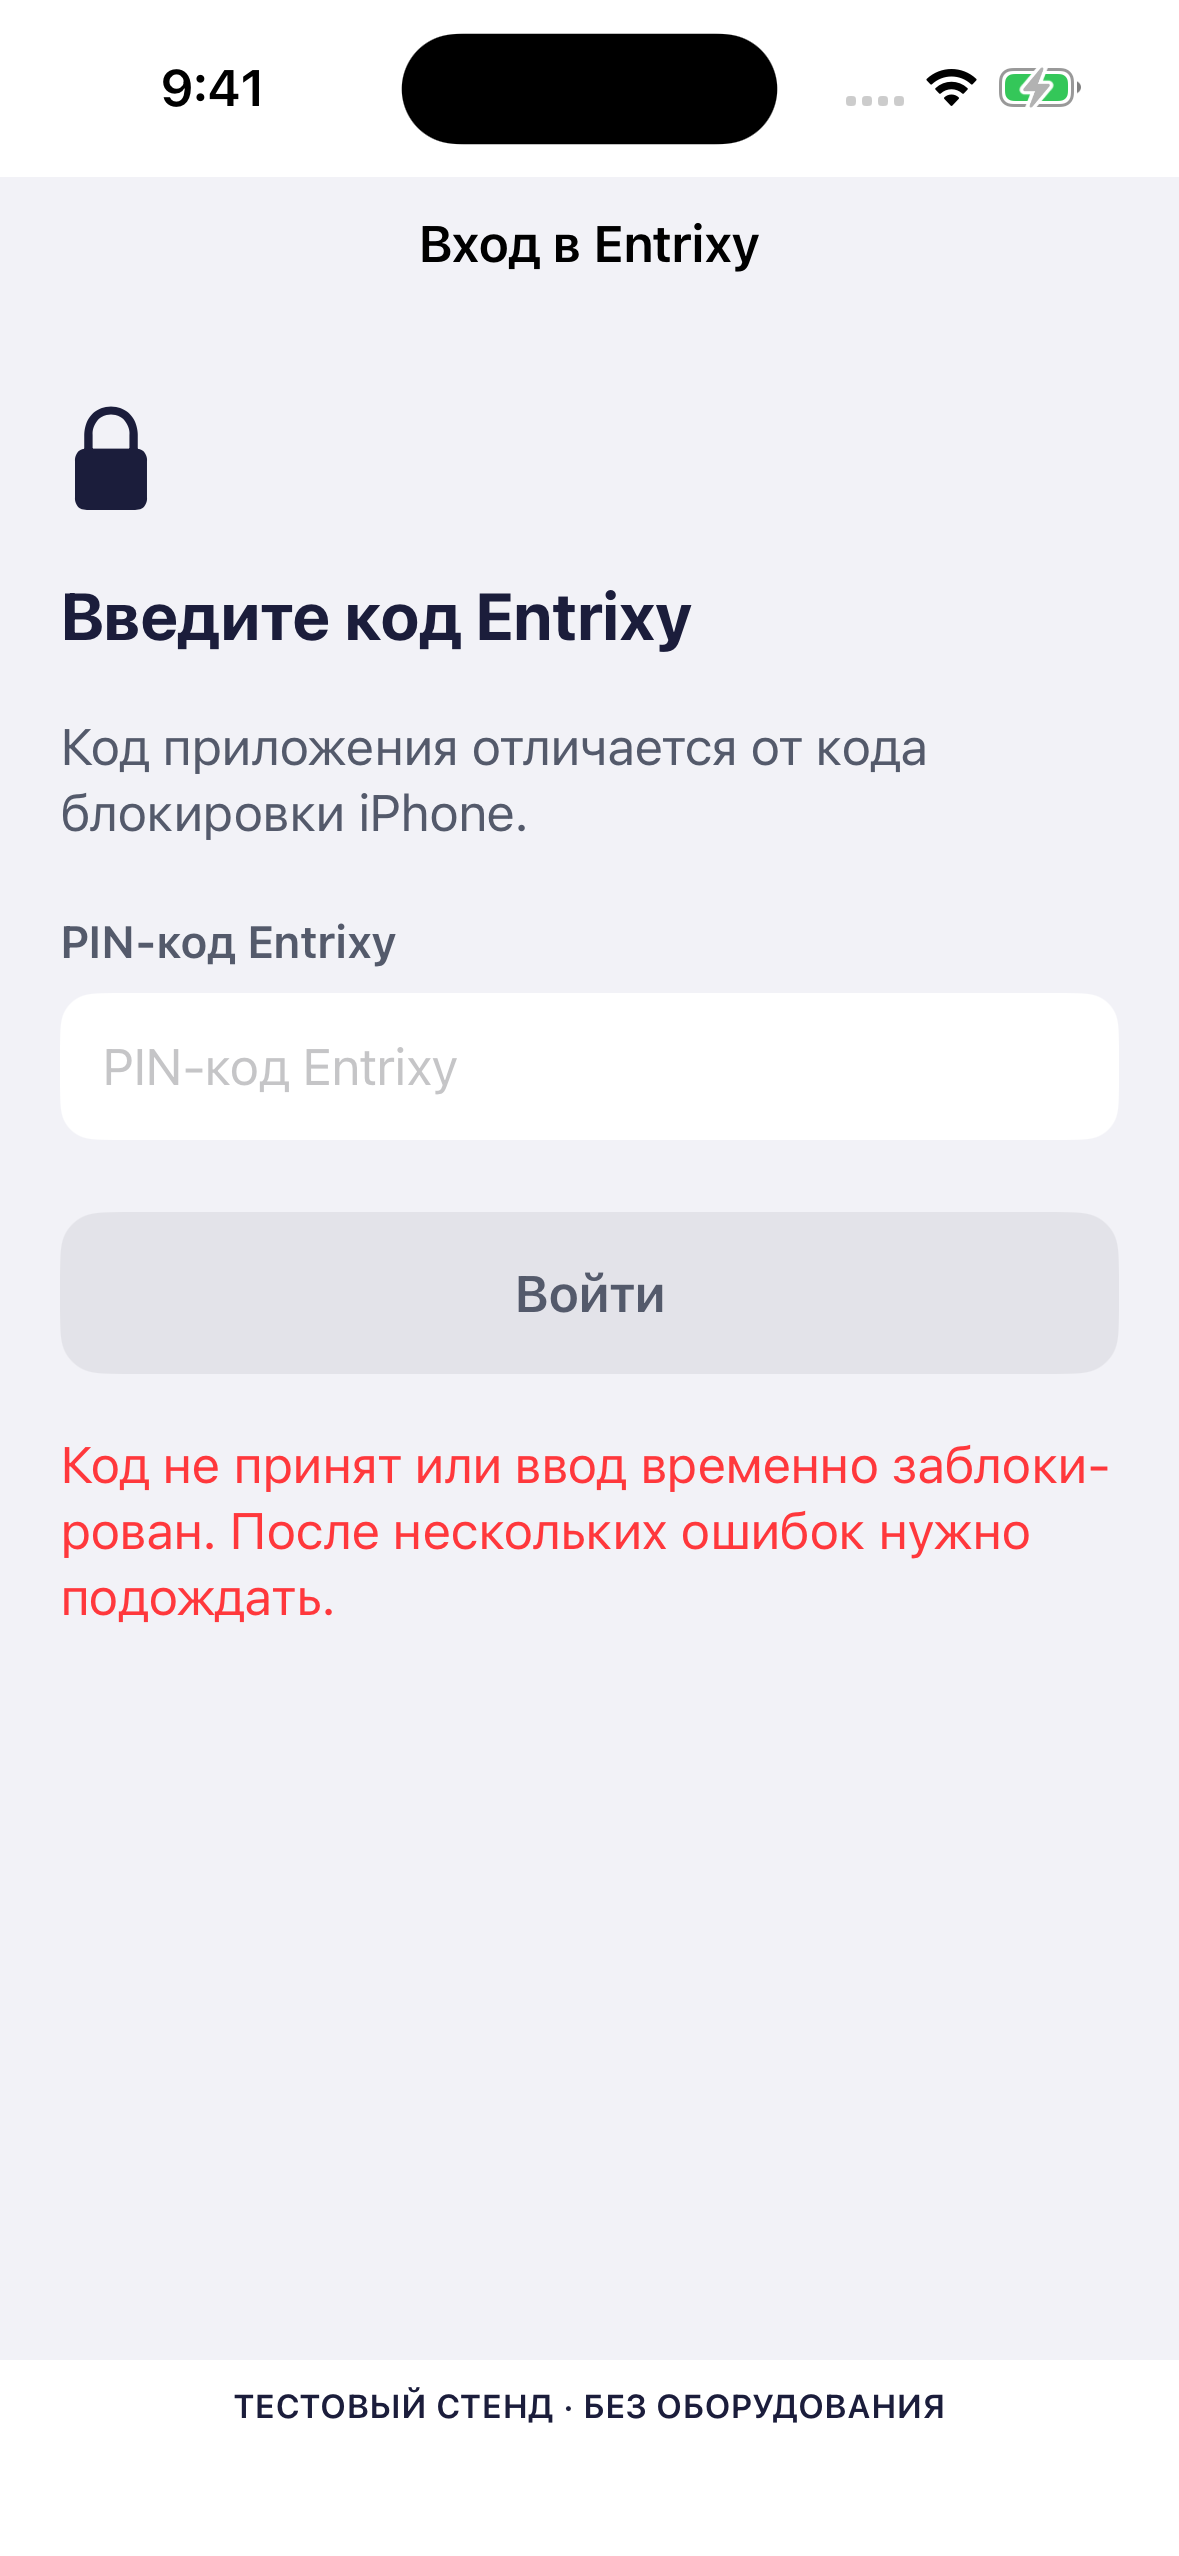 9:41
Вход в Entrixy
Введите код Entrixy
Код приложения отличается от кода
блокировки iPhone.
PIN-код Entrixy
PIN-код Entrixy
Войти
Код не принят или ввод временно заблоки-
рован. После нескольких ошибок нужно
подождать.
ТЕСТОВЫЙ СТЕНД · БЕЗ ОБОРУДОВАНИЯ